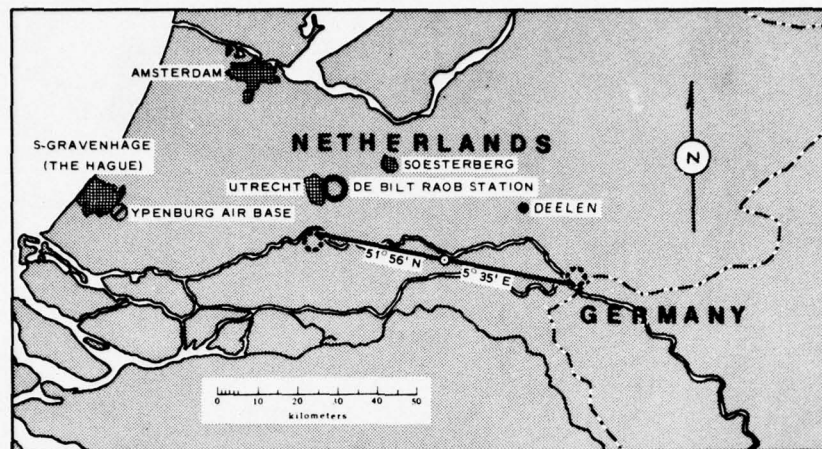 AMSTERDAM
S-GRAVENHAGE
(THE HAGUE)
NETHERLANDS
SOESTERBERG
UTRECHT
DE BILT RAOB STATION
YPENBURG AIR BASE
DEELEN
N
51° 56' N
5° 35' E
GERMANY
0 10 20 30 40 50
kilometers